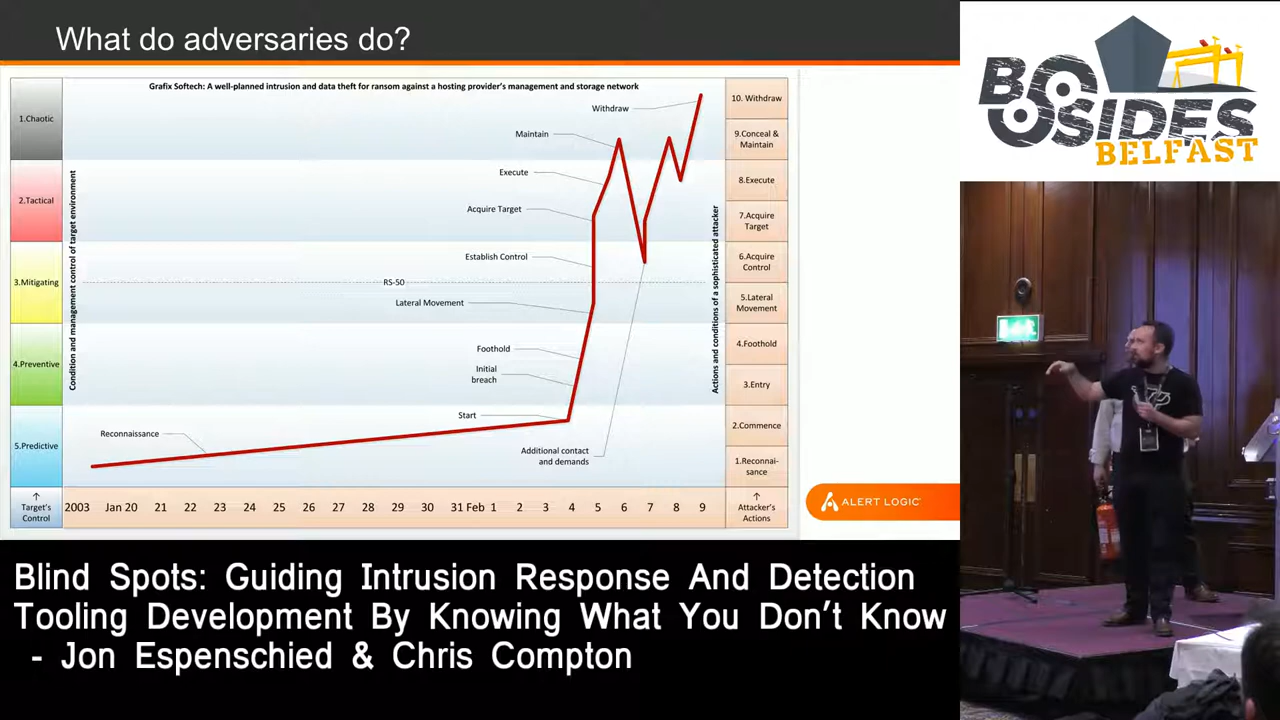 What do adversaries do?
Grafix Softech: A well-planned intrusion and data theft for ransom against a hosting provider's management and storage network
1.Chaotic
2.Tactical
3.Mitigating
4.Preventive
5.Predictive
↑
Target's
Control
Condition and management control of target environment
Withdraw
Maintain
Execute
Acquire Target
Establish Control
RS-50
Lateral Movement
Foothold
Initial
breach
Start
Reconnaissance
Additional contact
and demands
Actions and conditions of a sophisticated attacker
10. Withdraw
9.Conceal &
Maintain
8.Execute
7.Acquire
Target
6.Acquire
Control
5.Lateral
Movement
4.Foothold
3.Entry
2.Commence
1.Reconnai-
sance
↑
Attacker's
Actions
2003 Jan 20 21 22 23 24 25 26 27 28 29 30 31 Feb 1 3 4 5 6 7 9
ALERT LOGIC
BSIDES
BELFAST
Blind Spots: Guiding Intrusion Response And Detection
Tooling Development By Knowing What You Don't Know
- Jon Espenschied & Chris Compton